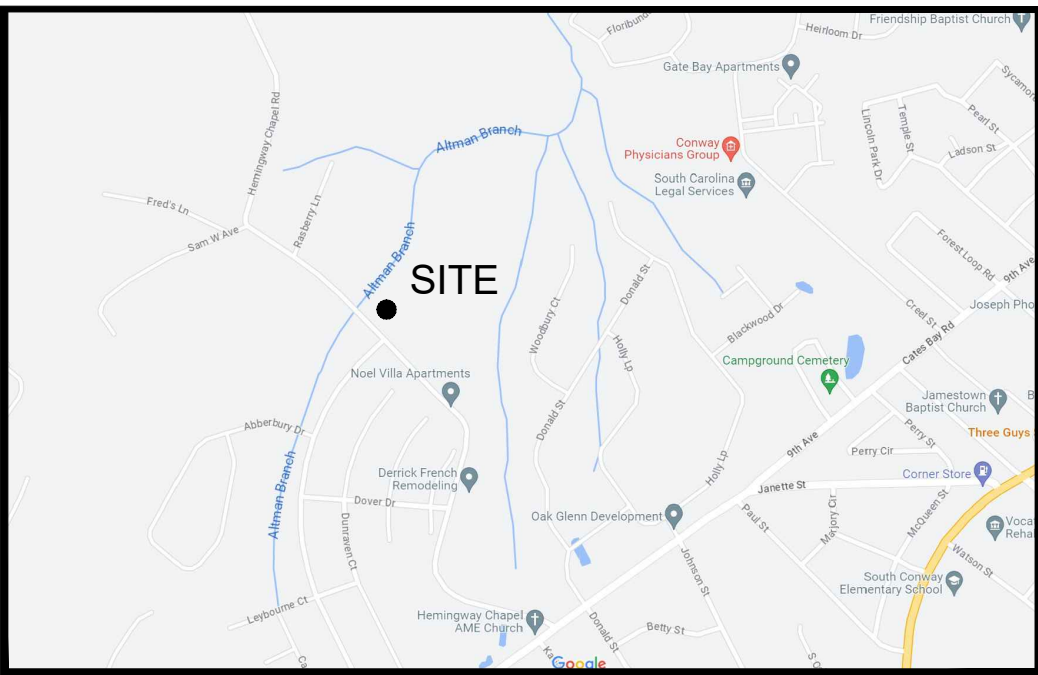 Friendship Baptist Church
Heirloom Dr
Gate Bay Apartments
Pearl St
Temple St
Lincoln Park Dr
Ladson St
Altman Branch
Conway
Physicians Group
South Carolina
Legal Services
Hemingway Chapel Rd
Fred's Ln
Sam W Ave
Rasberry Ln
Altman Branch
SITE
Forest Loop Rd
9th Ave
Donald St
Woodbury Ct
Blackwood Dr
Creel St
Cates Bay Rd
Holly Lp
Campground Cemetery
Noel Villa Apartments
Jamestown
Baptist Church
Abberbury Dr
Donald St
9th Ave
Perry St
Three Guys
Perry Cir
Altman Branch
Derrick French
Remodeling
Holly Lp
Corner Store
Janette St
Dover Dr
Oak Glenn Development
Paul St
Marjory Cir
McQueen St
Dunraven Ct
Watson St
Johnson St
South Conway
Elementary School
Leybourne Ct
Hemingway Chapel
AME Church
Donald St
Betty St
Google